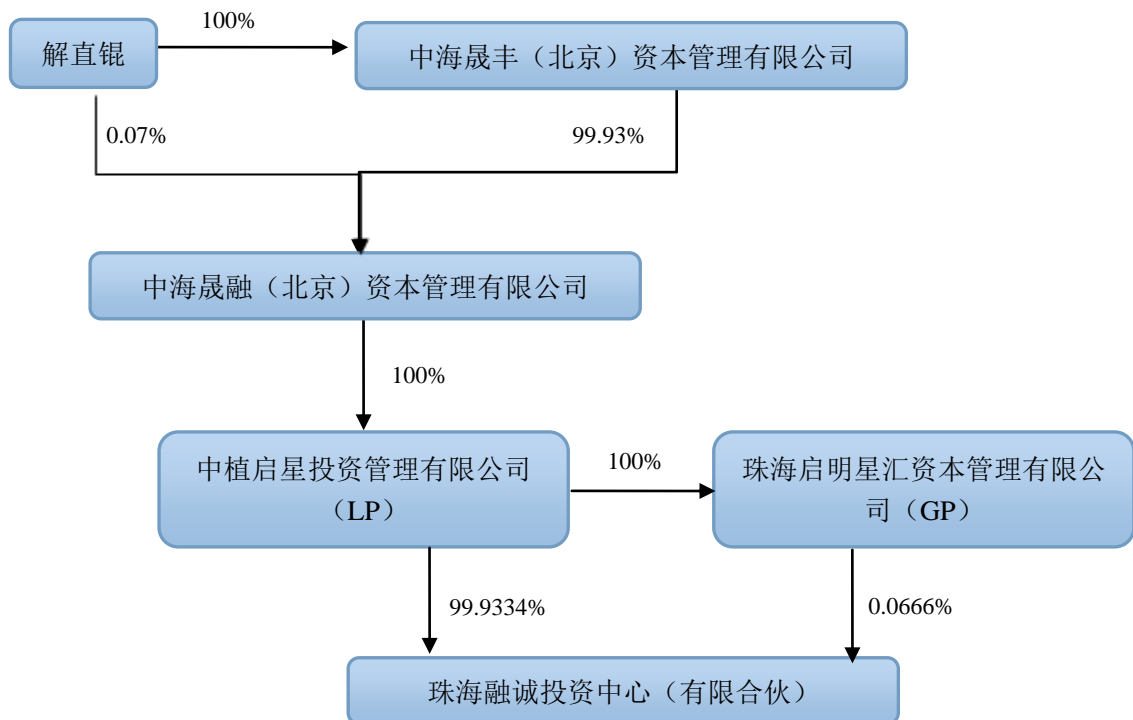 100%
解直锟
中海晟丰（北京）资本管理有限公司
0.07%
99.93%
中海晟融（北京）资本管理有限公司
100%
中植启星投资管理有限公司
（LP）
100%
珠海启明星汇资本管理有限公
司（GP）
99.9334%
0.0666%
珠海融诚投资中心（有限合伙）